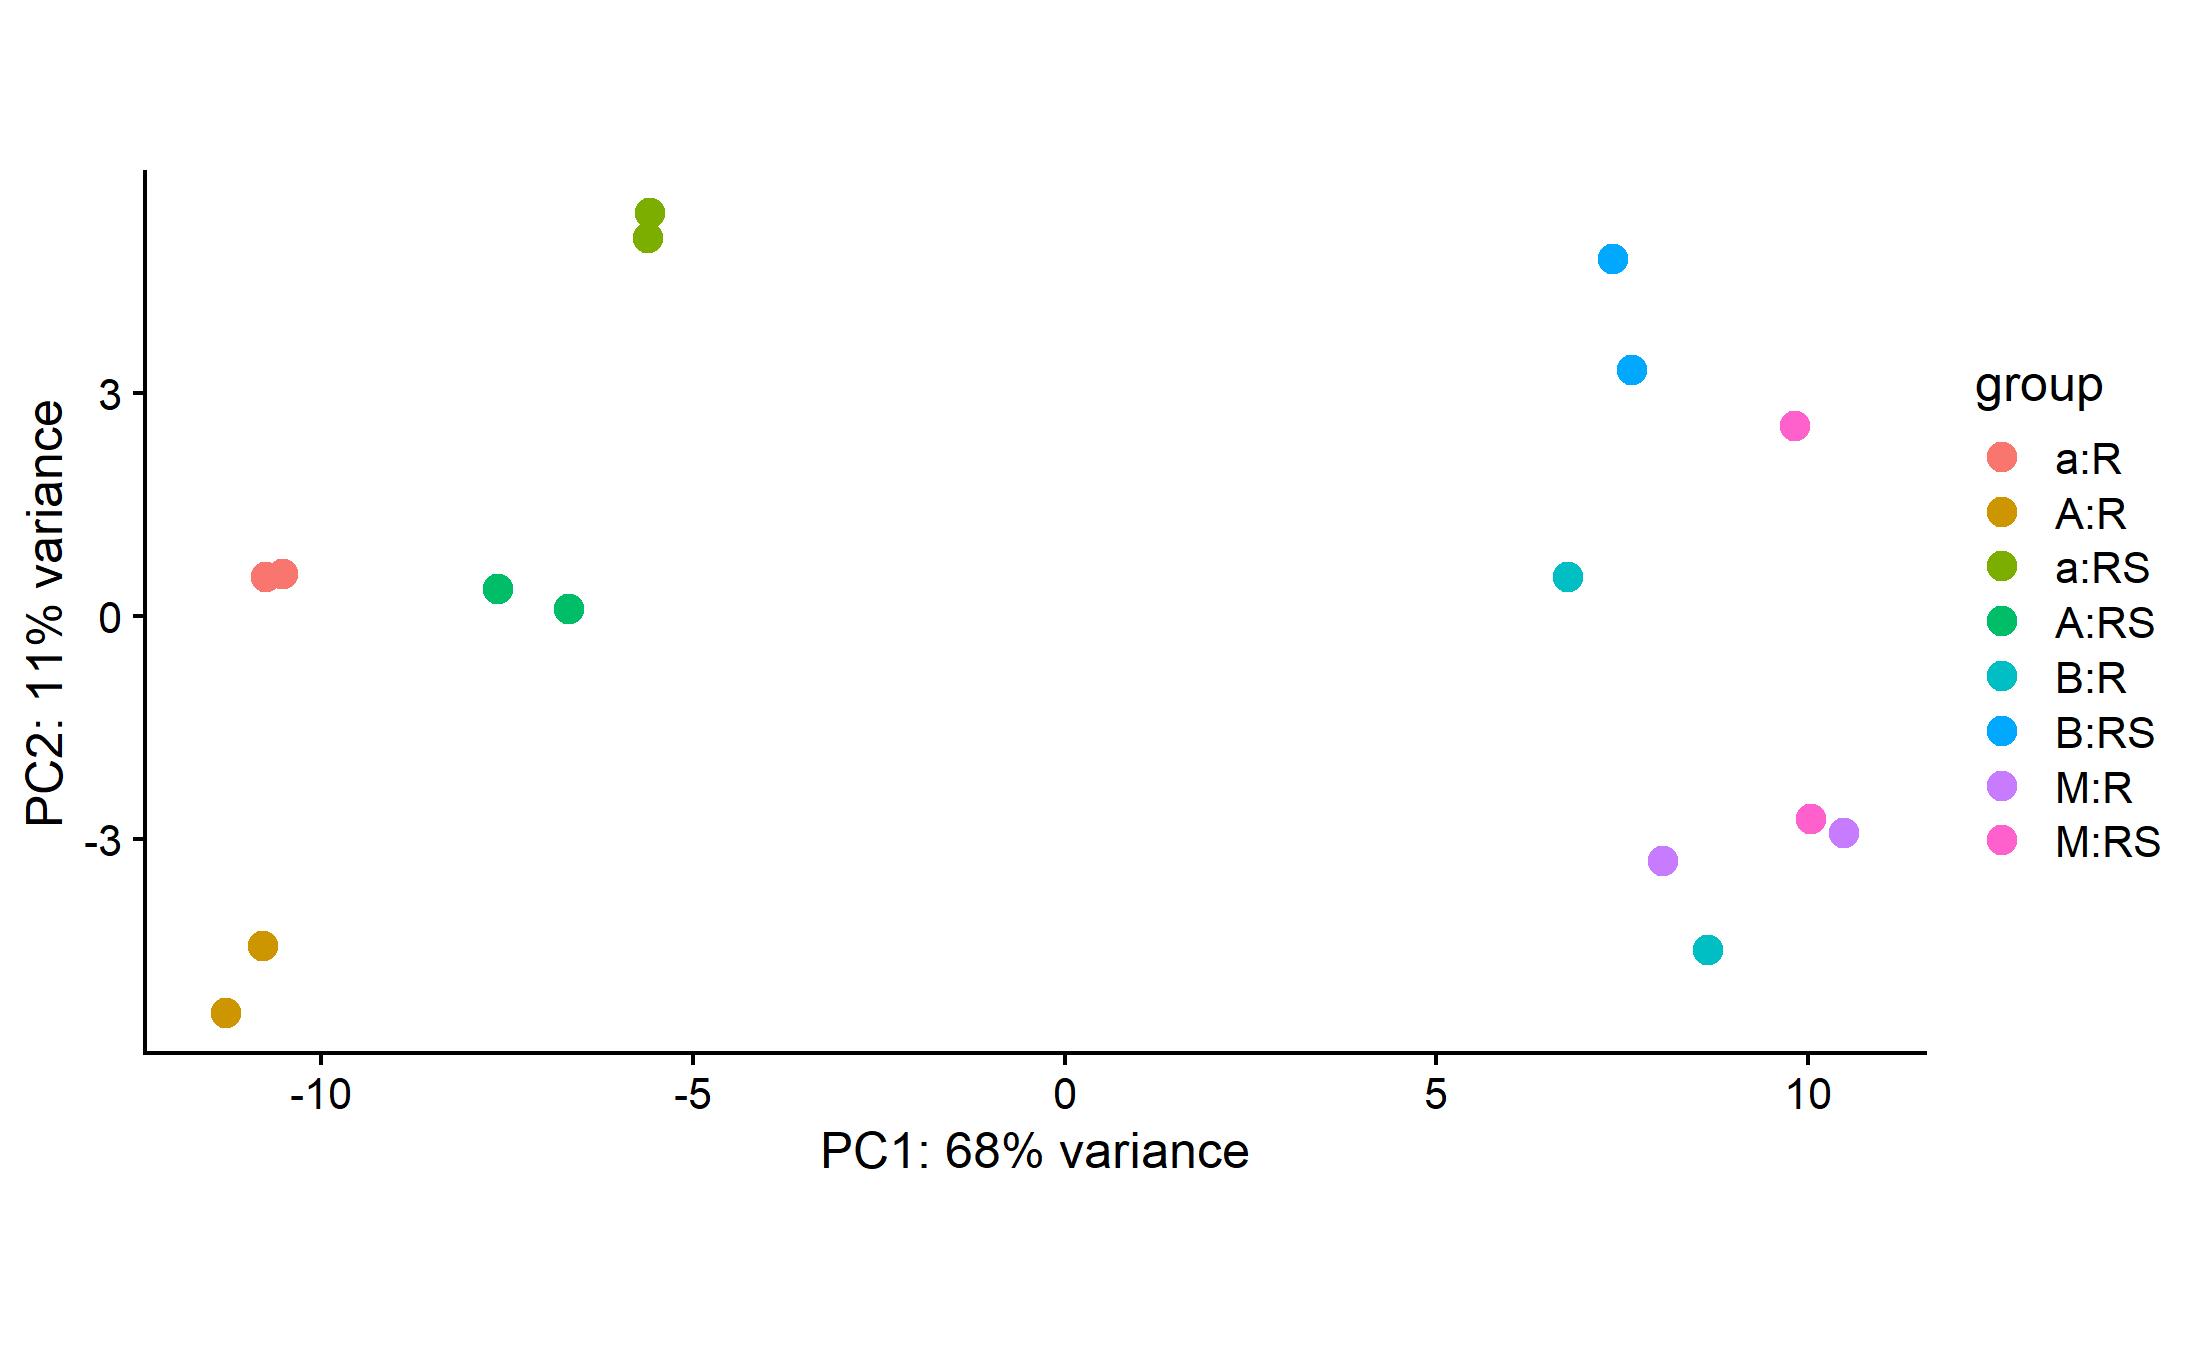 PC2: 11% variance
3
0
-3
-10
-5
0
5
10
PC1: 68% variance
group
a:R
A:R
a:RS
A:RS
B:R
B:RS
M:R
M:RS